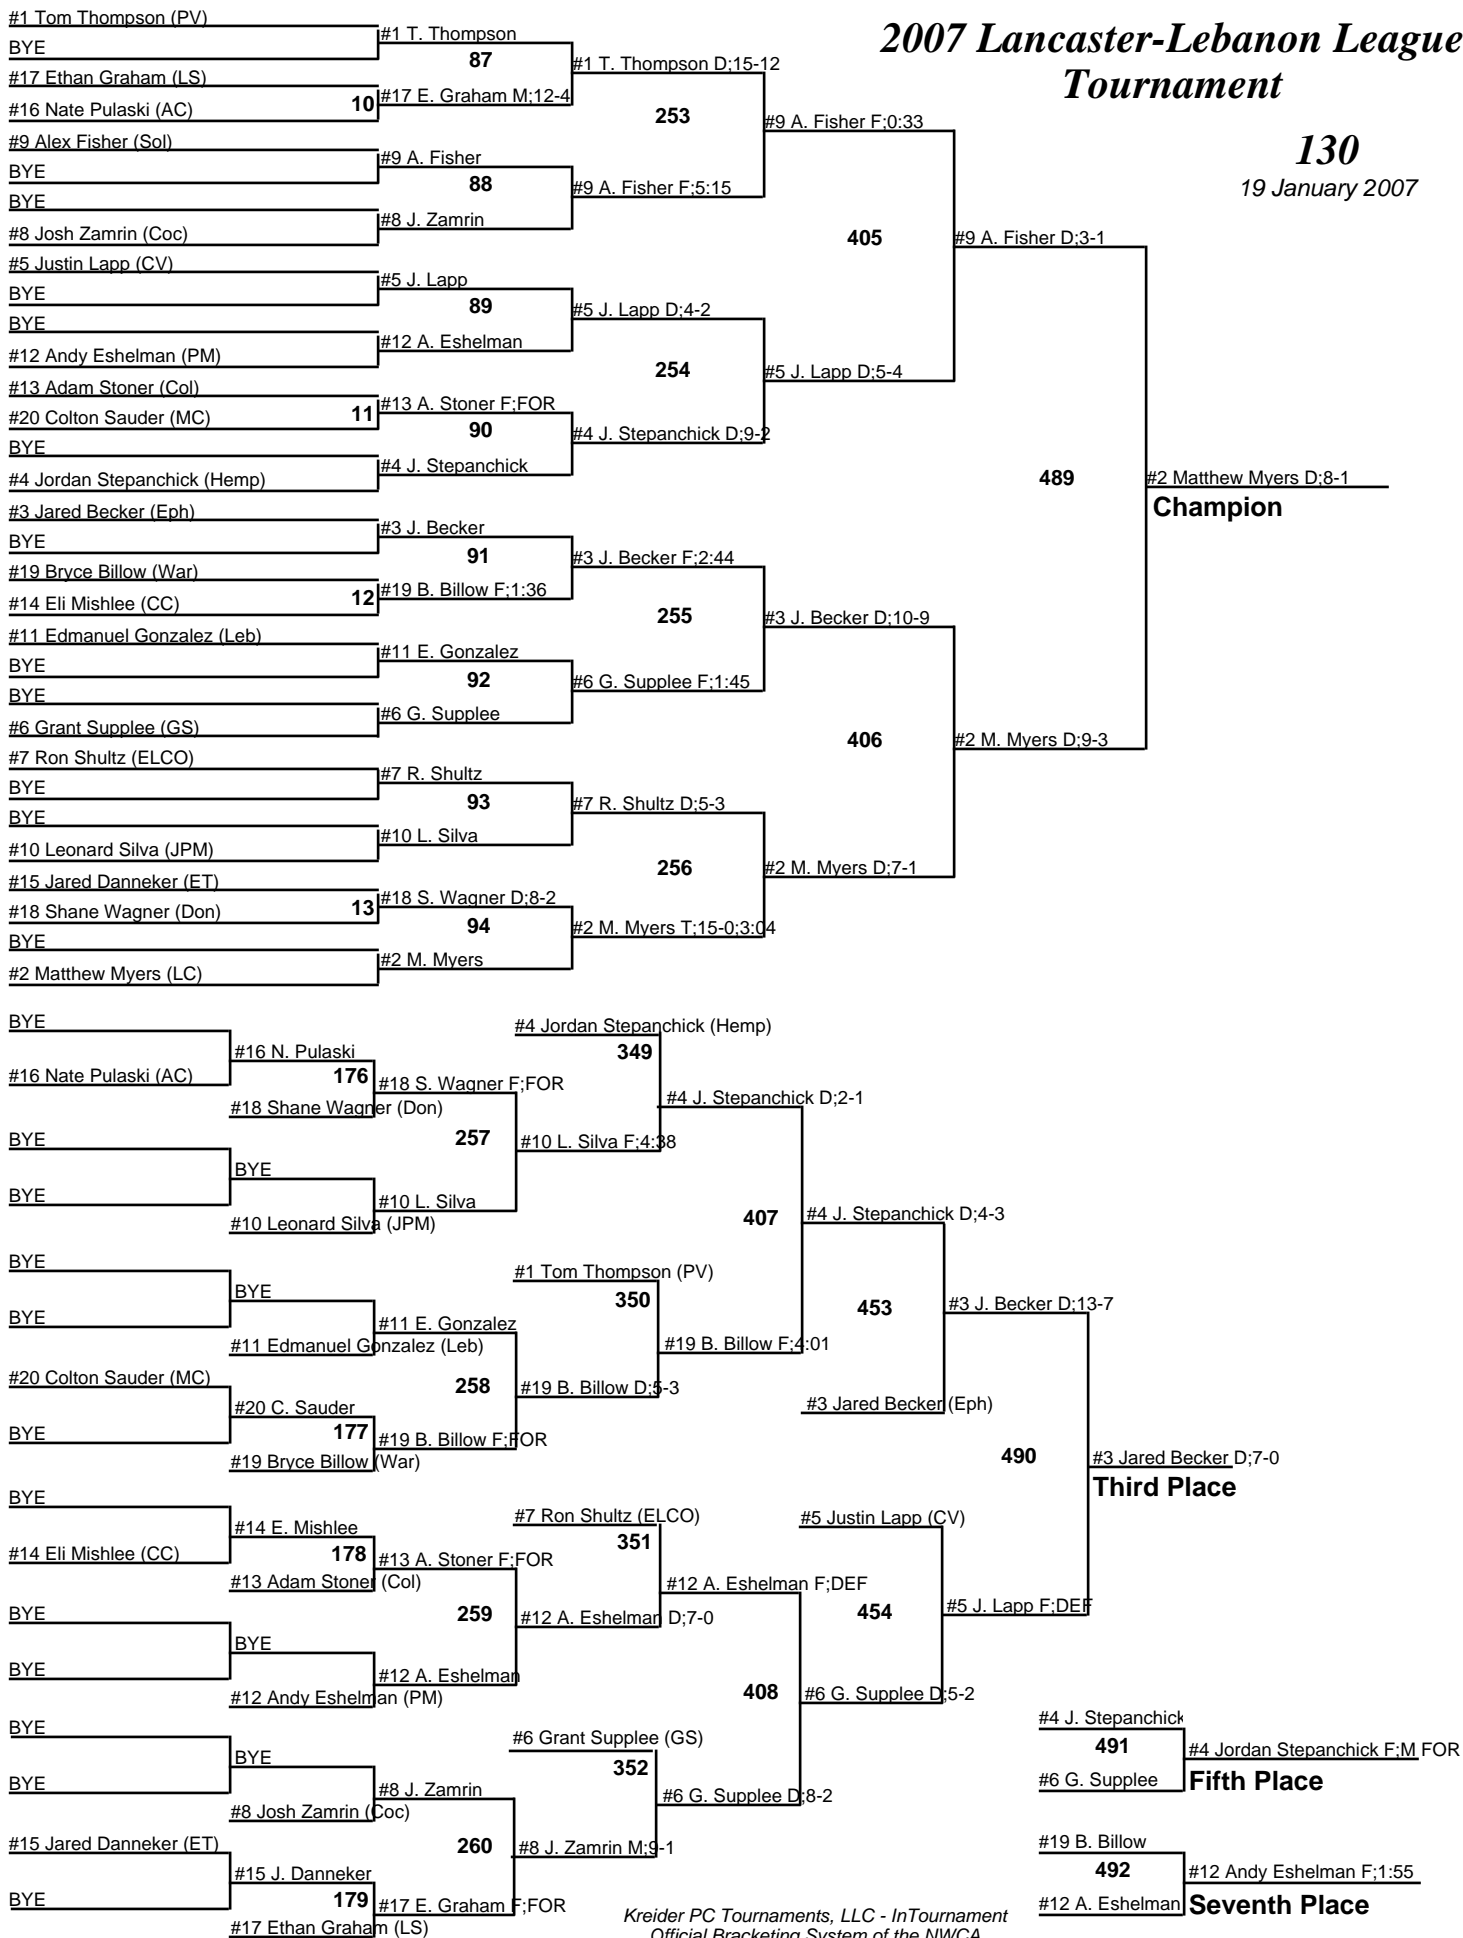 2007 Lancaster-Lebanon League
Tournament
130
19 January 2007
#1 Tom Thompson (PV)
BYE
#17 Ethan Graham (LS)
#16 Nate Pulaski (AC)
#9 Alex Fisher (Sol)
BYE
BYE
#8 Josh Zamrin (Coc)
#5 Justin Lapp (CV)
BYE
BYE
#12 Andy Eshelman (PM)
#13 Adam Stoner (Col)
#20 Colton Sauder (MC)
BYE
#4 Jordan Stepanchick (Hemp)
#3 Jared Becker (Eph)
BYE
#19 Bryce Billow (War)
#14 Eli Mishlee (CC)
#11 Edmanuel Gonzalez (Leb)
BYE
BYE
#6 Grant Supplee (GS)
#7 Ron Shultz (ELCO)
BYE
BYE
#10 Leonard Silva (JPM)
#15 Jared Danneker (ET)
#18 Shane Wagner (Don)
BYE
#2 Matthew Myers (LC)
10
11
12
13
#1 T. Thompson
87
#17 E. Graham M;12-4
#9 A. Fisher
88
#8 J. Zamrin
#5 J. Lapp
89
#12 A. Eshelman
#13 A. Stoner F;FOR
90
#4 J. Stepanchick
#3 J. Becker
91
#19 B. Billow F;1:36
#11 E. Gonzalez
92
#6 G. Supplee
#7 R. Shultz
93
#10 L. Silva
#18 S. Wagner D;8-2
94
#2 M. Myers
#1 T. Thompson D;15-12
253
#9 A. Fisher F;5:15
#5 J. Lapp D;4-2
254
#4 J. Stepanchick D;9-2
#3 J. Becker F;2:44
255
#6 G. Supplee F;1:45
#7 R. Shultz D;5-3
256
#2 M. Myers T;15-0;3:04
#9 A. Fisher F;0:33
405
#5 J. Lapp D;5-4
#3 J. Becker D;10-9
406
#2 M. Myers D;7-1
#9 A. Fisher D;3-1
489
#2 M. Myers D;9-3
#2 Matthew Myers D;8-1
Champion
BYE
#16 Nate Pulaski (AC)
BYE
BYE
BYE
BYE
#20 Colton Sauder (MC)
BYE
BYE
#14 Eli Mishlee (CC)
BYE
BYE
BYE
BYE
#15 Jared Danneker (ET)
BYE
#16 N. Pulaski
176
#18 Shane Wagner (Don)
BYE
#10 Leonard Silva (JPM)
BYE
#11 Edmanuel Gonzalez (Leb)
#20 C. Sauder
177
#19 Bryce Billow (War)
#14 E. Mishlee
178
#13 Adam Stoner (Col)
BYE
#12 Andy Eshelman (PM)
BYE
#8 Josh Zamrin (Coc)
#15 J. Danneker
179
#17 Ethan Graham (LS)
#18 S. Wagner F;FOR
257
#10 L. Silva
#11 E. Gonzalez
258
#19 B. Billow F;FOR
#13 A. Stoner F;FOR
259
#12 A. Eshelman
#8 J. Zamrin
260
#17 E. Graham F;FOR
#4 Jordan Stepanchick (Hemp)
349
#10 L. Silva F;4:38
#1 Tom Thompson (PV)
350
#19 B. Billow D;5-3
#7 Ron Shultz (ELCO)
351
#12 A. Eshelman D;7-0
#6 Grant Supplee (GS)
352
#8 J. Zamrin M;9-1
#4 J. Stepanchick D;2-1
407
#19 B. Billow F;4:01
#12 A. Eshelman F;DEF
408
#6 G. Supplee D;8-2
#4 J. Stepanchick D;4-3
453
#3 Jared Becker (Eph)
#5 Justin Lapp (CV)
454
#6 G. Supplee D;5-2
#3 J. Becker D;13-7
490
#5 J. Lapp F;DEF
#3 Jared Becker D;7-0
Third Place
#4 J. Stepanchick
491
#6 G. Supplee
#4 Jordan Stepanchick F;M FOR
Fifth Place
#19 B. Billow
492
#12 A. Eshelman
#12 Andy Eshelman F;1:55
Seventh Place
Kreider PC Tournaments, LLC - InTournament
Official Bracketing System of the NWCA